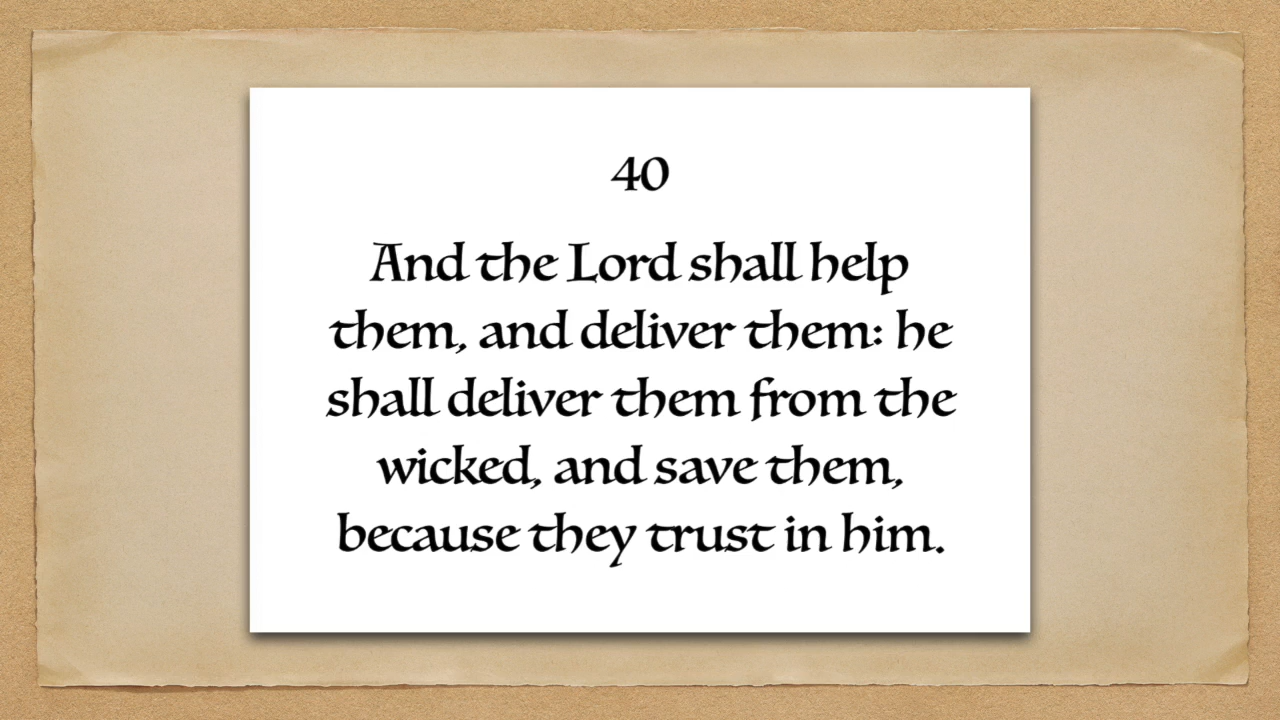 40
And the Lord shall help
them, and deliver them: he
shall deliver them from the
wicked, and save them,
because they trust in him.